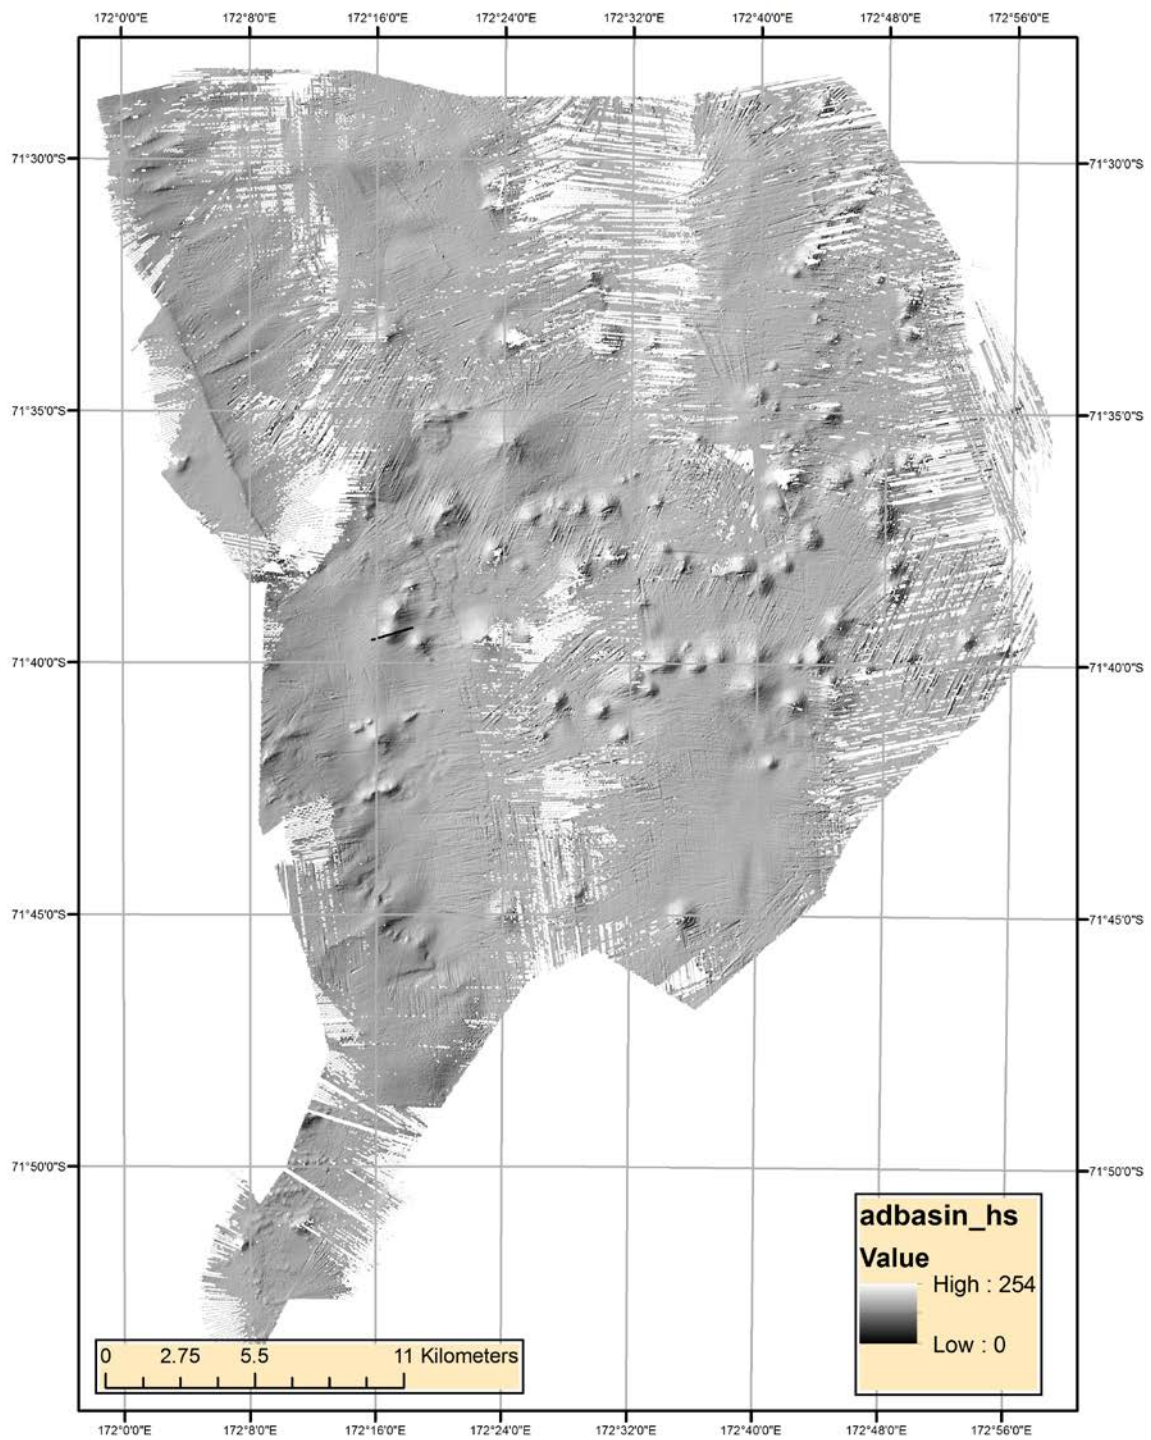 172°0'0"E 172°8'0"E 172°16'0"E 172°24'0"E 172°32'0"E 172°40'0"E 172°48'0"E 172°56'0"E
71°30'0"S 71°30'0"S
71°35'0"S 71°35'0"S
71°40'0"S 71°40'0"S
71°45'0"S 71°45'0"S
71°50'0"S 71°50'0"S
adbasin_hs
Value
High : 254
Low : 0
0 2.75 5.5 11 Kilometers
172°0'0"E 172°8'0"E 172°16'0"E 172°24'0"E 172°32'0"E 172°40'0"E 172°48'0"E 172°56'0"E